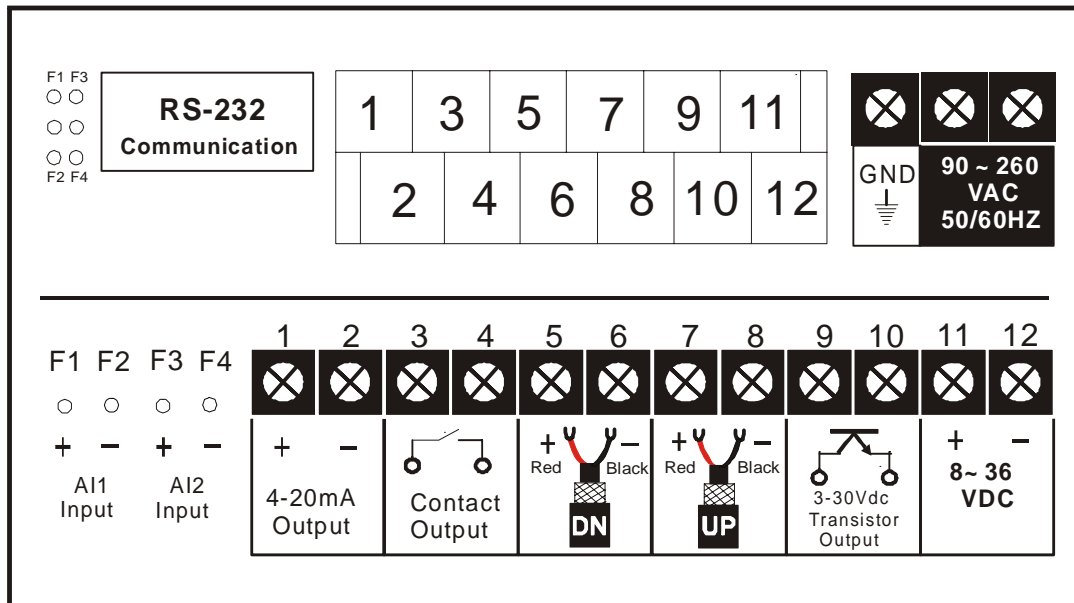 F1 F3
RS-232
Communication
F2 F4
1 3 5 7 9 11
2 4 6 8 10 12
GND
90 ~ 260
VAC
50/60HZ
F1 F2 F3 F4
1 2 3 4 5 6 7 8 9 10 11 12
+ − + −
AI1
Input
AI2
Input
+ −
4-20mA
Output
Contact
Output
+ −
Red Black
DN
+ −
Red Black
UP
3-30Vdc
Transistor
Output
+ −
8~ 36
VDC